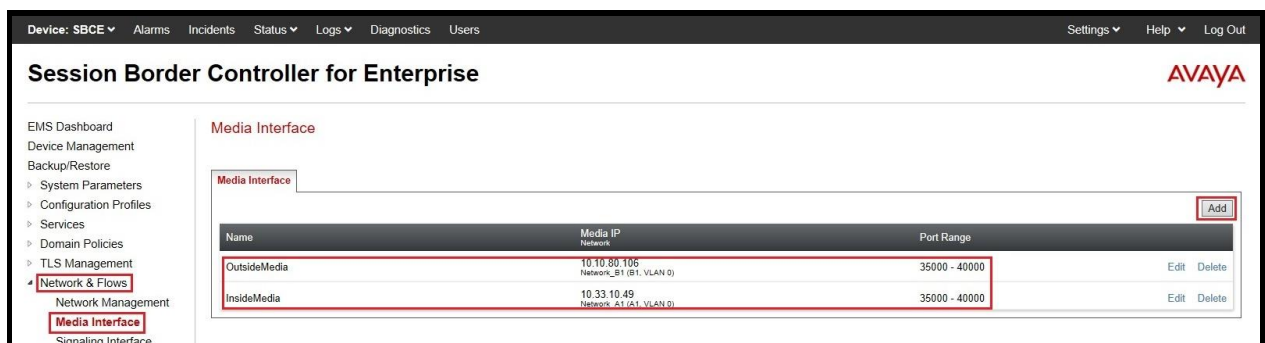 Device: SBCE Alarms Incidents Status Logs Diagnostics Users Settings Help Log Out
Session Border Controller for Enterprise
AVAYA
EMS Dashboard
Device Management
Backup/Restore
System Parameters
Configuration Profiles
Services
Domain Policies
TLS Management
Network & Flows
Network Management
Media Interface
Signaling Interface
Media Interface
Media Interface
Add
Name Media IP Port Range
Network
OutsideMedia 10.10.80.106 35000 - 40000 Edit Delete
Network_B1 (B1, VLAN 0)
InsideMedia 10.33.10.49 35000 - 40000 Edit Delete
Network_A1 (A1, VLAN 0)